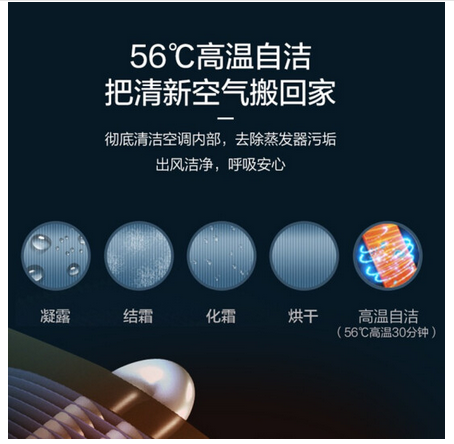 56℃高温自洁
把清新空气搬回家
彻底清洁空调内部，去除蒸发器污垢
出风洁净，呼吸安心
凝露 结霜 化霜 烘干 高温自洁
（56℃高温30分钟）